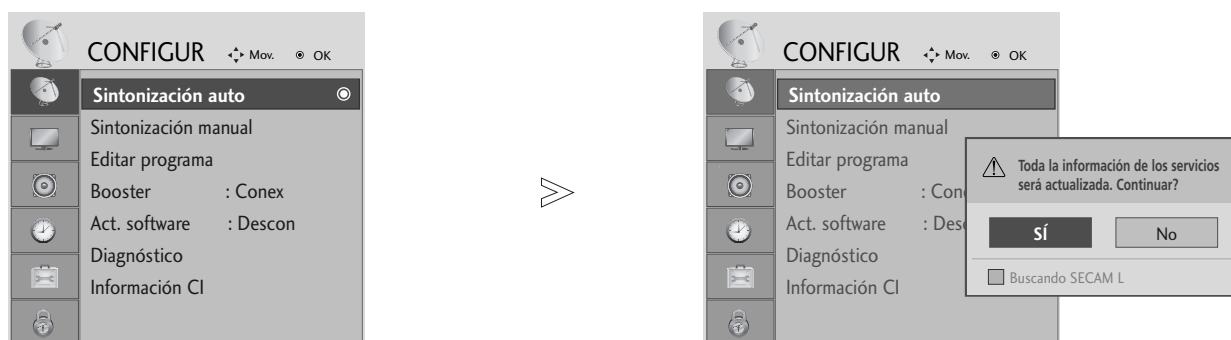 CONFIGUR Mov. OK
Sintonización auto
Sintonización manual
Editar programa
Booster : Conex
Act. software : Descon
Diagnóstico
Información CI
CONFIGUR Mov. OK
Sintonización auto
Sintonización manual
Editar programa
Booster : Con
Act. software : Des
Diagnóstico
Información CI
Toda la información de los servicios
será actualizada. Continuar?
SÍ No
Buscando SECAM L